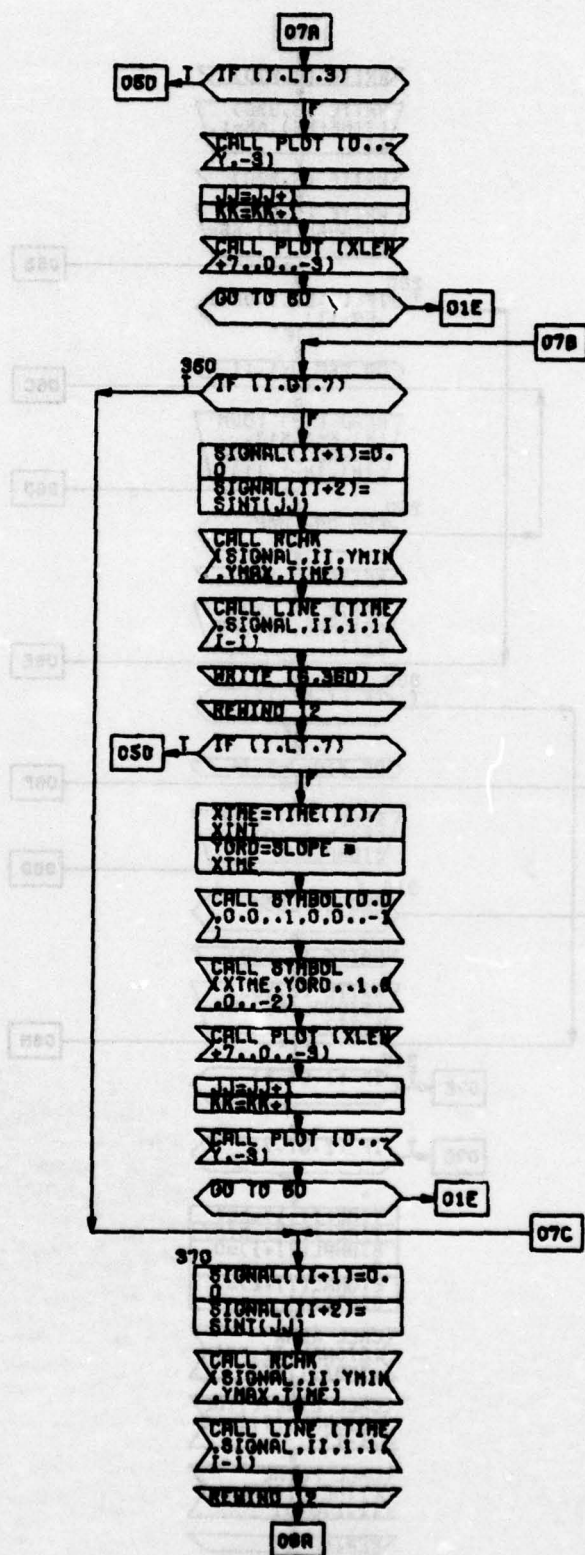 07A
05D
T
IF (I.LT.3)
F
CALL PLOT (0.,-
Y,-3)
JJ=JJ+1
KK=KK+1
CALL PLOT (XLEN
+7.,0.,-3)
GO TO 60
01E
07B
360
T
IF (I.GT.7)
F
SIGNAL(II+1)=0.
0
SIGNAL(II+2)=
SINT(JJ)
CALL RCHK
(SIGNAL,II,YMIN
,YMAX,TIME)
CALL LINE (TIME
,SIGNAL,II,1,1,
I-1)
WRITE (6,350)
REWIND 12
05D
T
IF (I.LT.7)
F
XTME=TIME(II)/
XINT
YORD=SLOPE *
XTME
CALL SYMBOL(0.0
,0.0,.1,0,0.,-1
)
CALL SYMBOL
(XTME,YORD,.1,0
,0.,-2)
CALL PLOT (XLEN
+7.,0.,-3)
JJ=JJ+1
KK=KK+1
CALL PLOT (0.,-
Y,-3)
GO TO 60
01E
07C
370
SIGNAL(II+1)=0.
0
SIGNAL(II+2)=
SINT(JJ)
CALL RCHK
(SIGNAL,II,YMIN
,YMAX,TIME)
CALL LINE (TIME
,SIGNAL,II,1,1,
I-1)
REWIND 12
08A